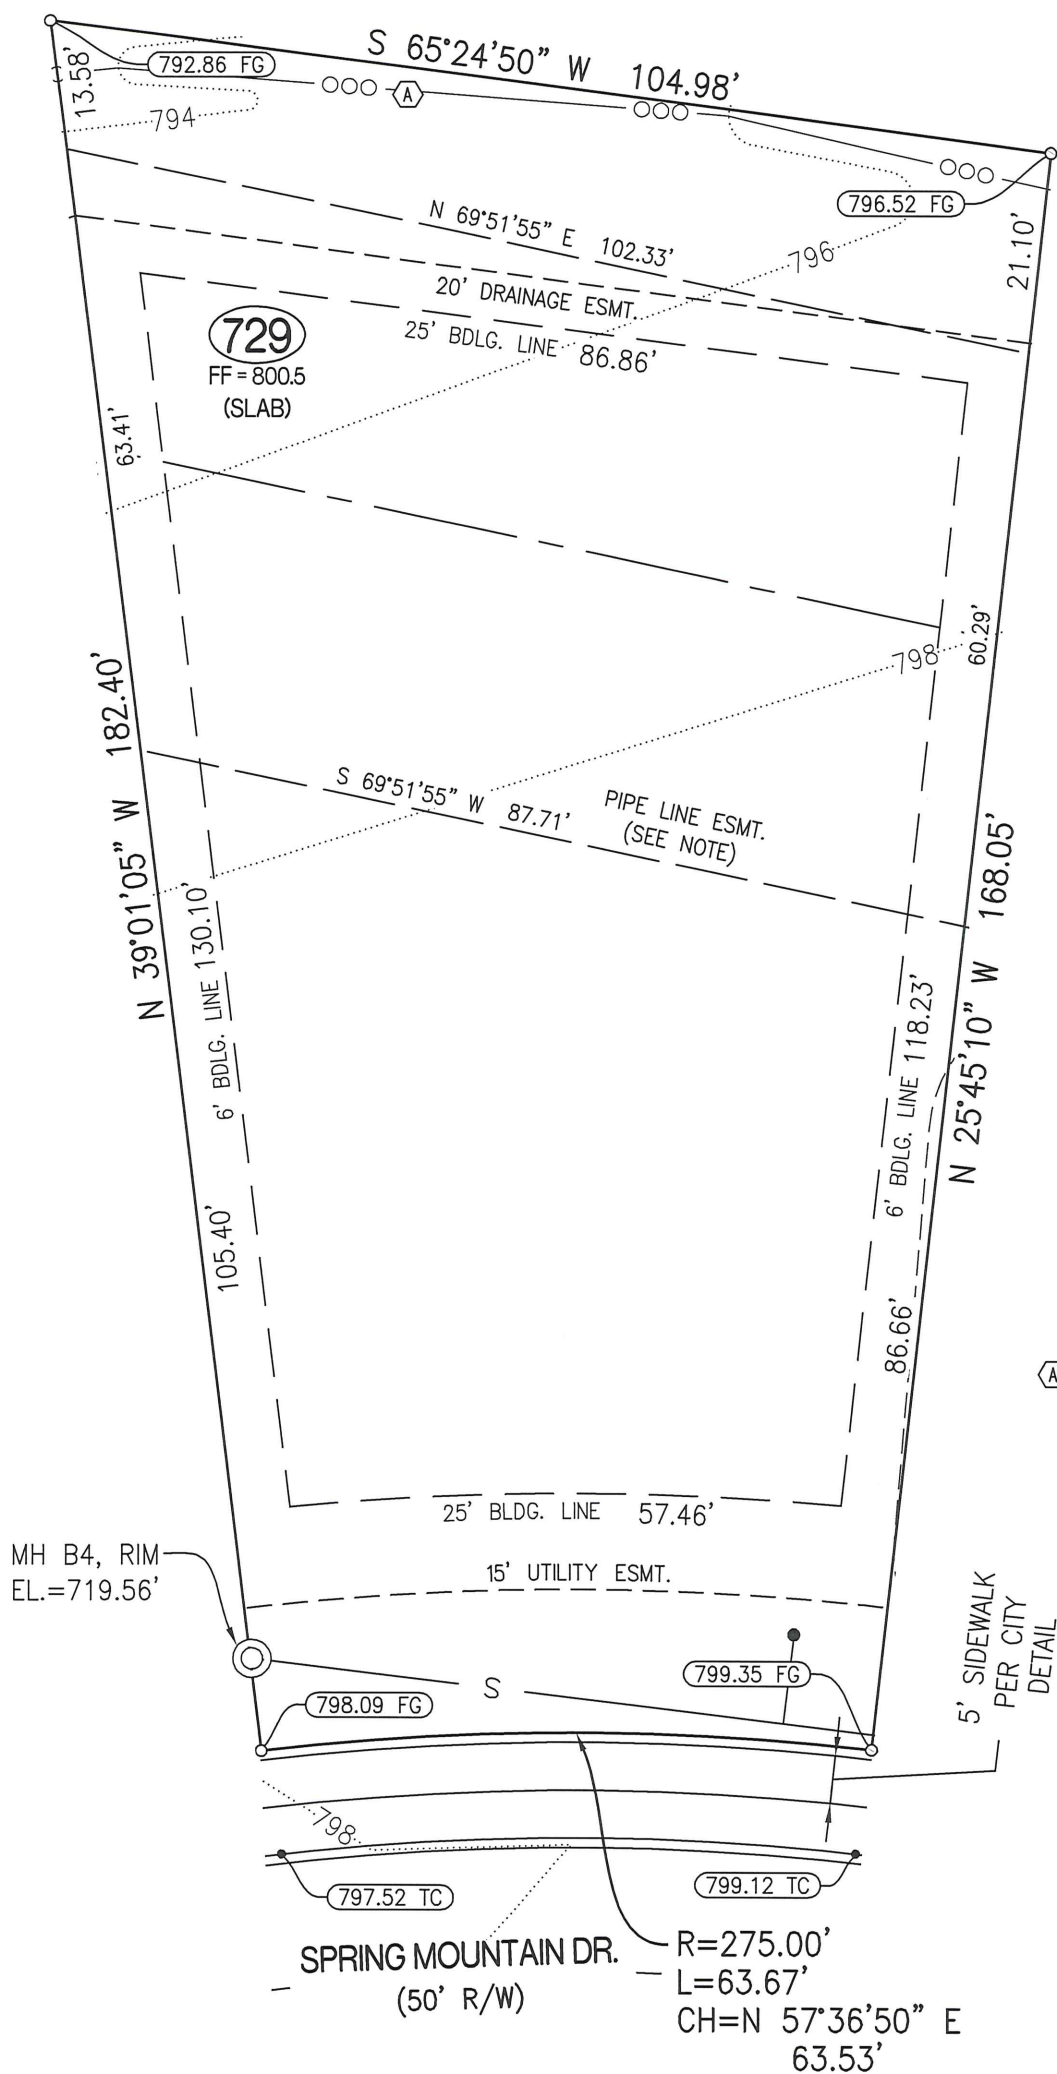 S 65°24'50" W 104.98'
13.58'
792.86 FG
A
794
796.52 FG
21.10'
N 69°51'55" E 102.33'
796
20' DRAINAGE ESMT.
25' BDLG. LINE 86.86'
729
FF = 800.5
(SLAB)
63.41'
60.29'
798
N 39°01'05" W 182.40'
S 69°51'55" W 87.71'
PIPE LINE ESMT.
(SEE NOTE)
N 25°45'10" W 168.05'
6' BDLG. LINE 130.10'
6' BDLG. LINE 118.23'
105.40'
86.66'
A
25' BLDG. LINE 57.46'
MH B4, RIM
EL.=719.56'
15' UTILITY ESMT.
5' SIDEWALK
PER CITY
DETAIL
799.35 FG
S
798.09 FG
798
797.52 TC
799.12 TC
SPRING MOUNTAIN DR.
(50' R/W)
R=275.00'
L=63.67'
CH=N 57°36'50" E
63.53'